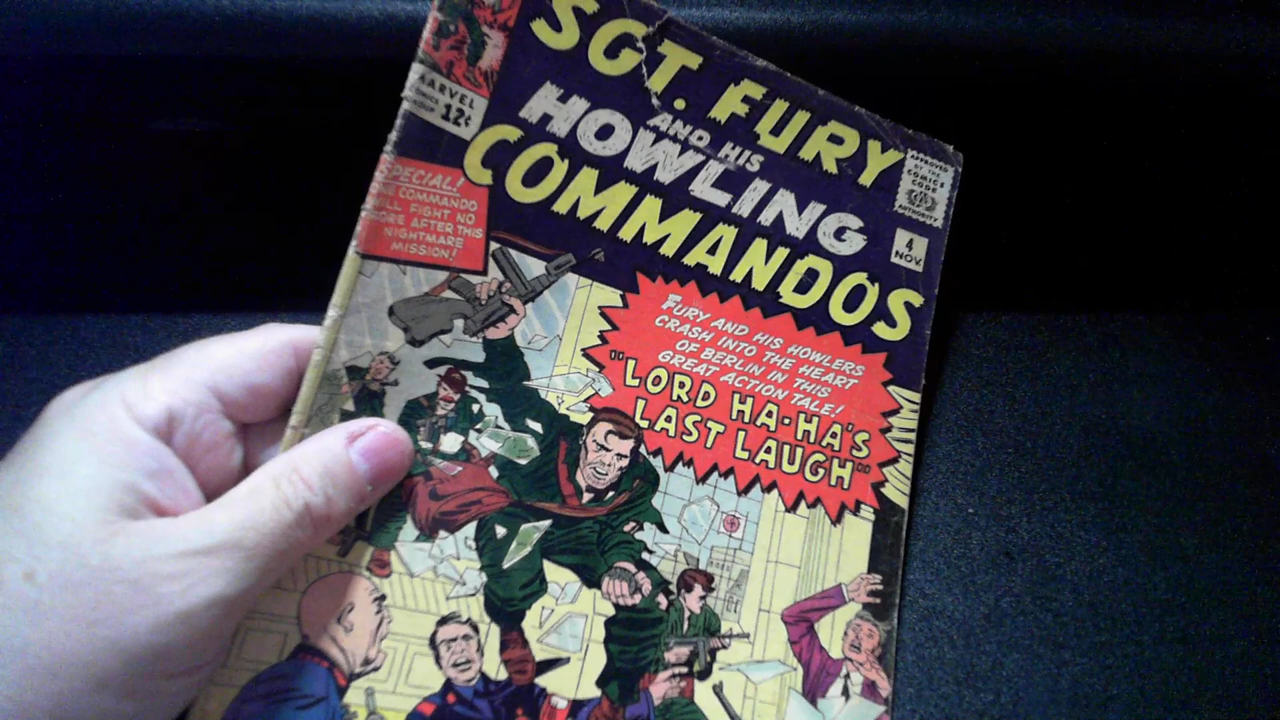 SGT. FURY
AND HIS
HOWLING
COMMANDOS
MARVEL
12¢
APPROVED
BY THE
COMICS
CODE
AUTHORITY
4
NOV.
SPECIAL!
COMMANDO
WILL FIGHT NO
MORE AFTER THIS
NIGHTMARE
MISSION!
FURY AND HIS HOWLERS
CRASH INTO THE HEART
OF BERLIN IN THIS
GREAT ACTION TALE!
"LORD HA-HA'S
LAST LAUGH"